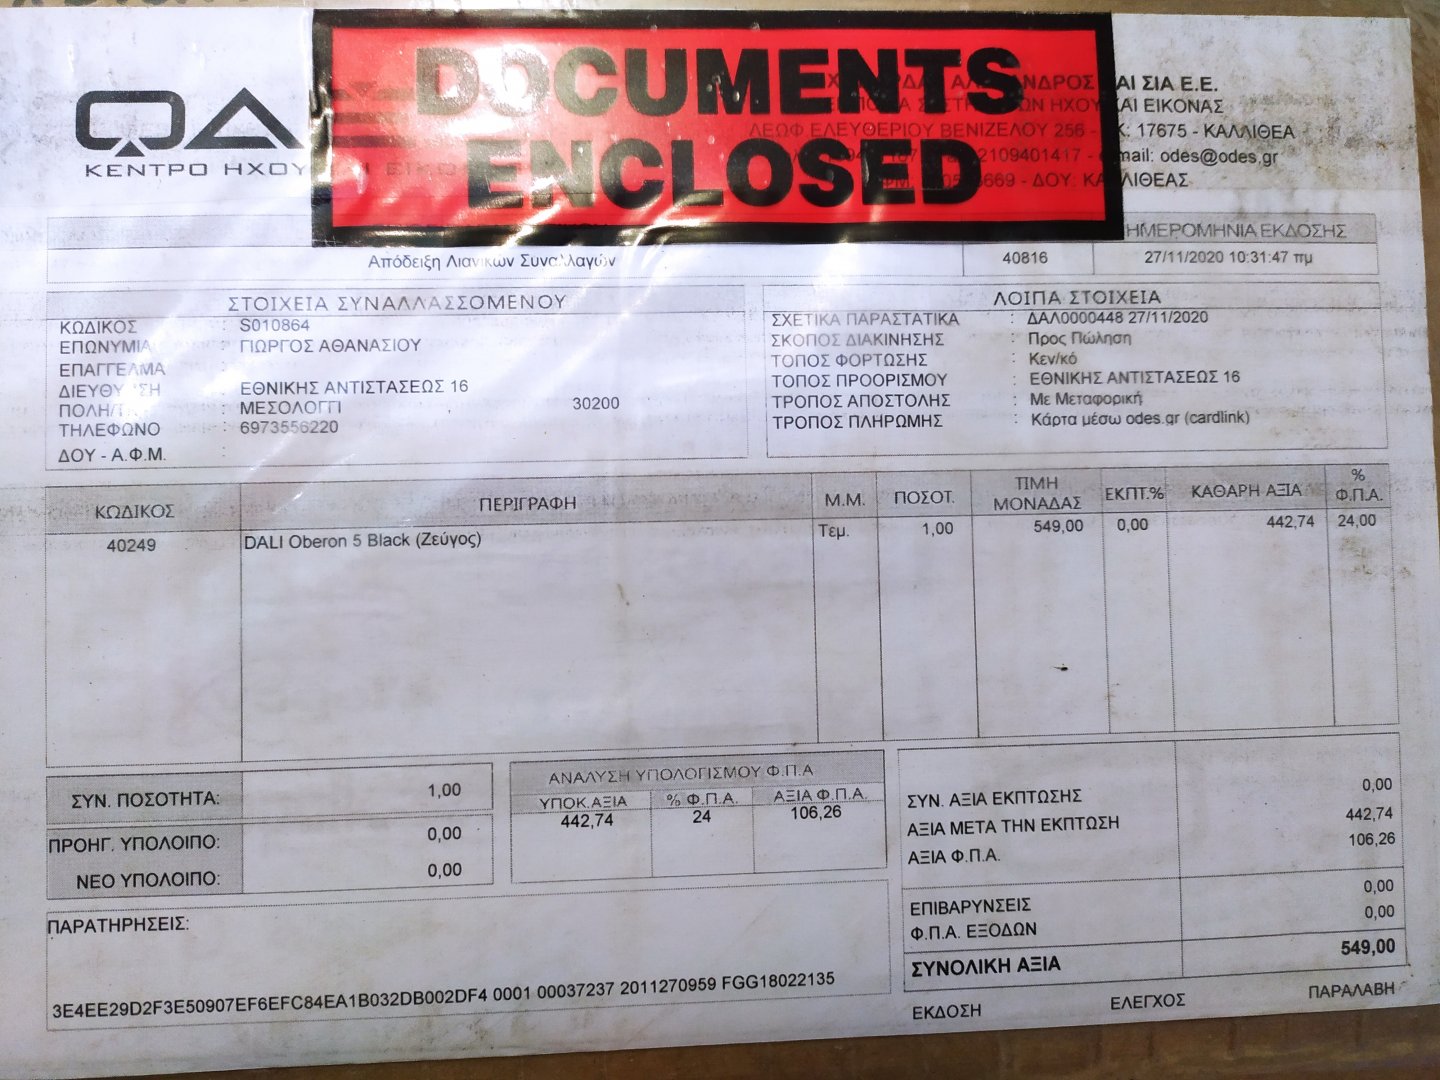 DOCUMENTS
ENCLOSED
ΚΕΝΤΡΟ ΗΧΟΥ
ΑΙ ΣΙΑ Ε.Ε.
ΗΧΟΥ ΚΑΙ ΕΙΚΟΝΑΣ
ΛΕΩΦ ΕΛΕΥΘΕΡΙΟΥ ΒΕΝΙΖΕΛΟΥ 256 - Κ: 17675 - ΚΑΛΛΙΘΕΑ
2109401417 - email: odes@odes.gr
ΔΟΥ: ΚΑΛΛΙΘΕΑΣ
ΗΜΕΡΟΜΗΝΙΑ ΕΚΔΟΣΗΣ
Απόδειξη Λιανικών Συναλλαγών 40816 27/11/2020 10:31:47 πμ
ΣΤΟΙΧΕΙΑ ΣΥΝΑΛΛΑΣΣΟΜΕΝΟΥ
ΚΩΔΙΚΟΣ : S010864
ΕΠΩΝΥΜΙΑ : ΓΙΩΡΓΟΣ ΑΘΑΝΑΣΙΟΥ
ΕΠΑΓΓΕΛΜΑ :
ΔΙΕΥΘΥΝΣΗ : ΕΘΝΙΚΗΣ ΑΝΤΙΣΤΑΣΕΩΣ 16
ΠΟΛΗ/Τ : ΜΕΣΟΛΟΓΓΙ 30200
ΤΗΛΕΦΩΝΟ : 6973556220
ΔΟΥ - Α.Φ.Μ. :
ΛΟΙΠΑ ΣΤΟΙΧΕΙΑ
ΣΧΕΤΙΚΑ ΠΑΡΑΣΤΑΤΙΚΑ : ΔΑΛ0000448 27/11/2020
ΣΚΟΠΟΣ ΔΙΑΚΙΝΗΣΗΣ : Προς Πώληση
ΤΟΠΟΣ ΦΟΡΤΩΣΗΣ : Κεν/κό
ΤΟΠΟΣ ΠΡΟΟΡΙΣΜΟΥ : ΕΘΝΙΚΗΣ ΑΝΤΙΣΤΑΣΕΩΣ 16
ΤΡΟΠΟΣ ΑΠΟΣΤΟΛΗΣ : Με Μεταφορική
ΤΡΟΠΟΣ ΠΛΗΡΩΜΗΣ : Κάρτα μέσω odes.gr (cardlink)
ΚΩΔΙΚΟΣ ΠΕΡΙΓΡΑΦΗ Μ.Μ. ΠΟΣΟΤ. ΤΙΜΗ ΜΟΝΑΔΑΣ ΕΚΠΤ.% ΚΑΘΑΡΗ ΑΞΙΑ % Φ.Π.Α.
40249 DALI Oberon 5 Black (Ζεύγος) Τεμ. 1,00 549,00 0,00 442,74 24,00
ΣΥΝ. ΠΟΣΟΤΗΤΑ: 1,00
ΠΡΟΗΓ. ΥΠΟΛΟΙΠΟ: 0,00
ΝΕΟ ΥΠΟΛΟΙΠΟ: 0,00
ΑΝΑΛΥΣΗ ΥΠΟΛΟΓΙΣΜΟΥ Φ.Π.Α
ΥΠΟΚ.ΑΞΙΑ % Φ.Π.Α. ΑΞΙΑ Φ.Π.Α.
442,74 24 106,26
ΣΥΝ. ΑΞΙΑ ΕΚΠΤΩΣΗΣ 0,00
ΑΞΙΑ ΜΕΤΑ ΤΗΝ ΕΚΠΤΩΣΗ 442,74
ΑΞΙΑ Φ.Π.Α. 106,26
ΕΠΙΒΑΡΥΝΣΕΙΣ 0,00
Φ.Π.Α. ΕΞΟΔΩΝ 0,00
ΣΥΝΟΛΙΚΗ ΑΞΙΑ 549,00
ΠΑΡΑΤΗΡΗΣΕΙΣ:
3E4EE29D2F3E50907EF6EFC84EA1B032DB002DF4 0001 00037237 2011270959 FGG18022135
ΕΚΔΟΣΗ ΕΛΕΓΧΟΣ ΠΑΡΑΛΑΒΗ